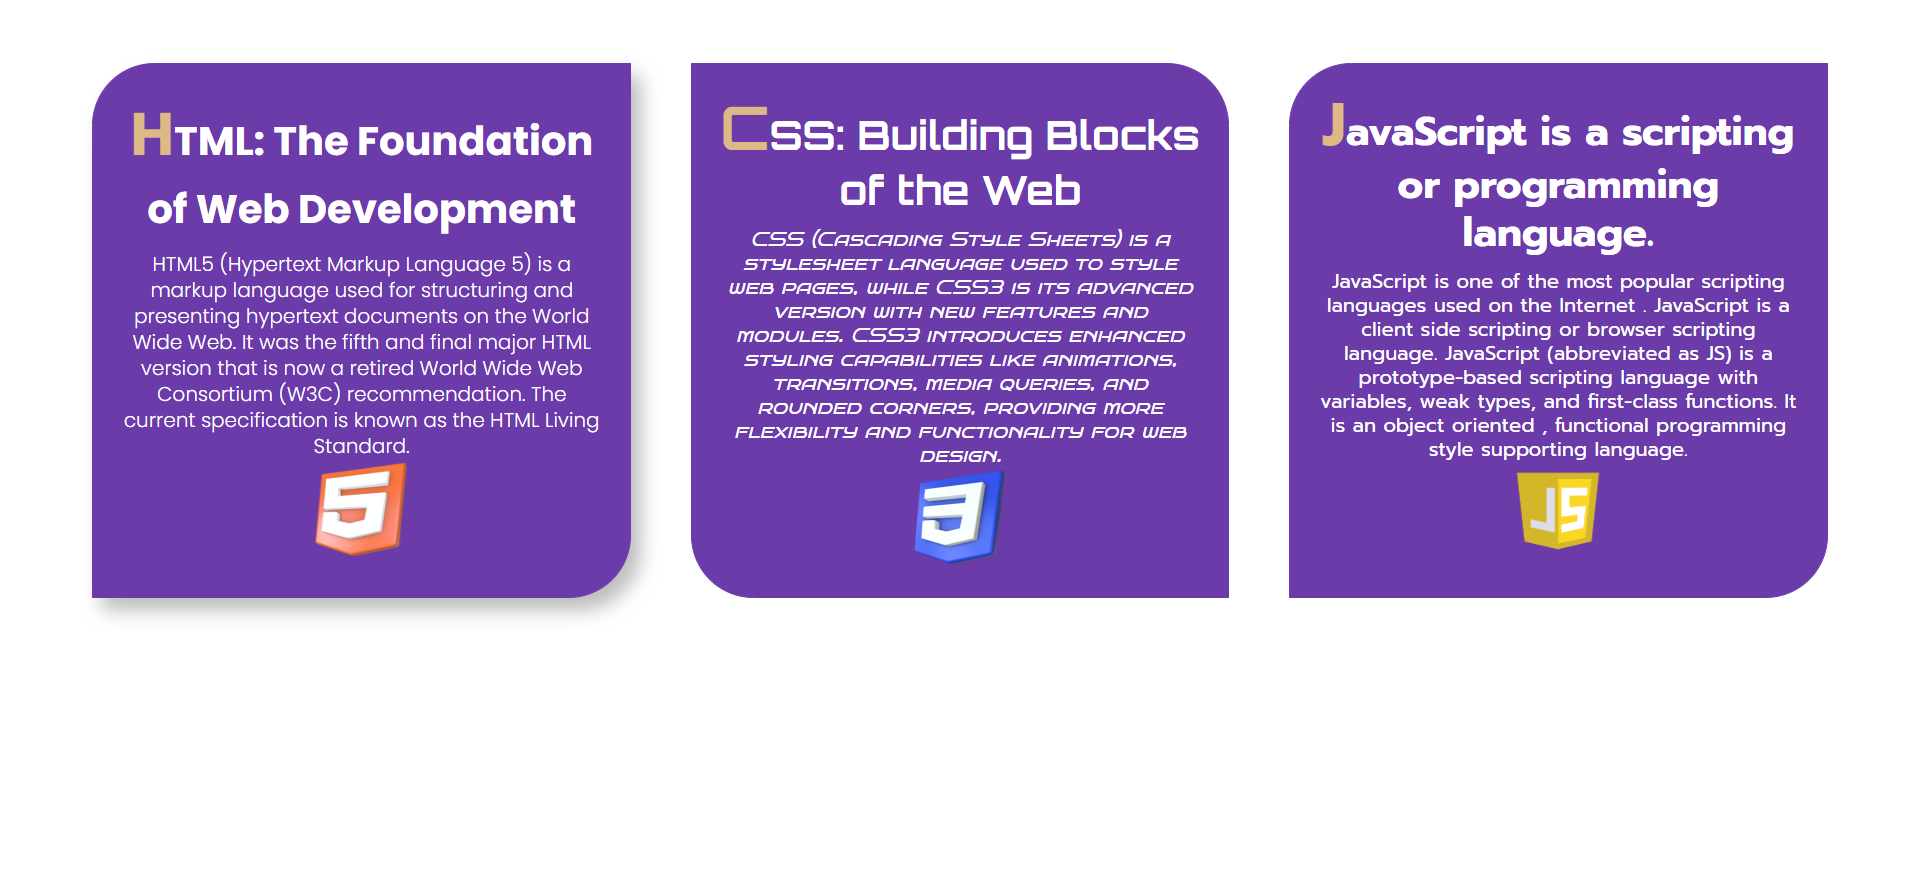 HTML: The Foundation
of Web Development
HTML5 (Hypertext Markup Language 5) is a
markup language used for structuring and
presenting hypertext documents on the World
Wide Web. It was the fifth and final major HTML
version that is now a retired World Wide Web
Consortium (W3C) recommendation. The
current specification is known as the HTML Living
Standard.
5
CSS: Building Blocks
of the Web
CSS (Cascading Style Sheets) is a
stylesheet language used to style
web pages, while CSS3 is its advanced
version with new features and
modules. CSS3 introduces enhanced
styling capabilities like animations,
transitions, media queries, and
rounded corners, providing more
flexibility and functionality for web
design.
3
JavaScript is a scripting
or programming
language.
JavaScript is one of the most popular scripting
languages used on the Internet . JavaScript is a
client side scripting or browser scripting
language. JavaScript (abbreviated as JS) is a
prototype-based scripting language with
variables, weak types, and first-class functions. It
is an object oriented , functional programming
style supporting language.
JS